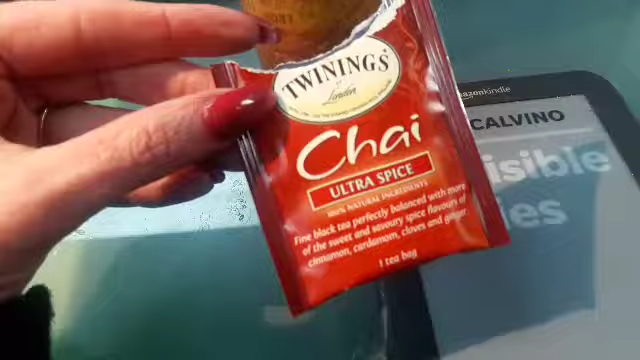 TWININGS
of
London
Chai
ULTRA SPICE
100% NATURAL INGREDIENTS
Fine black tea perfectly balanced with more
of the sweet and savoury spice flavours of
cinnamon, cardamom, cloves and ginger.
1 tea bag
amazonkindle
CALVINO
isible
ies